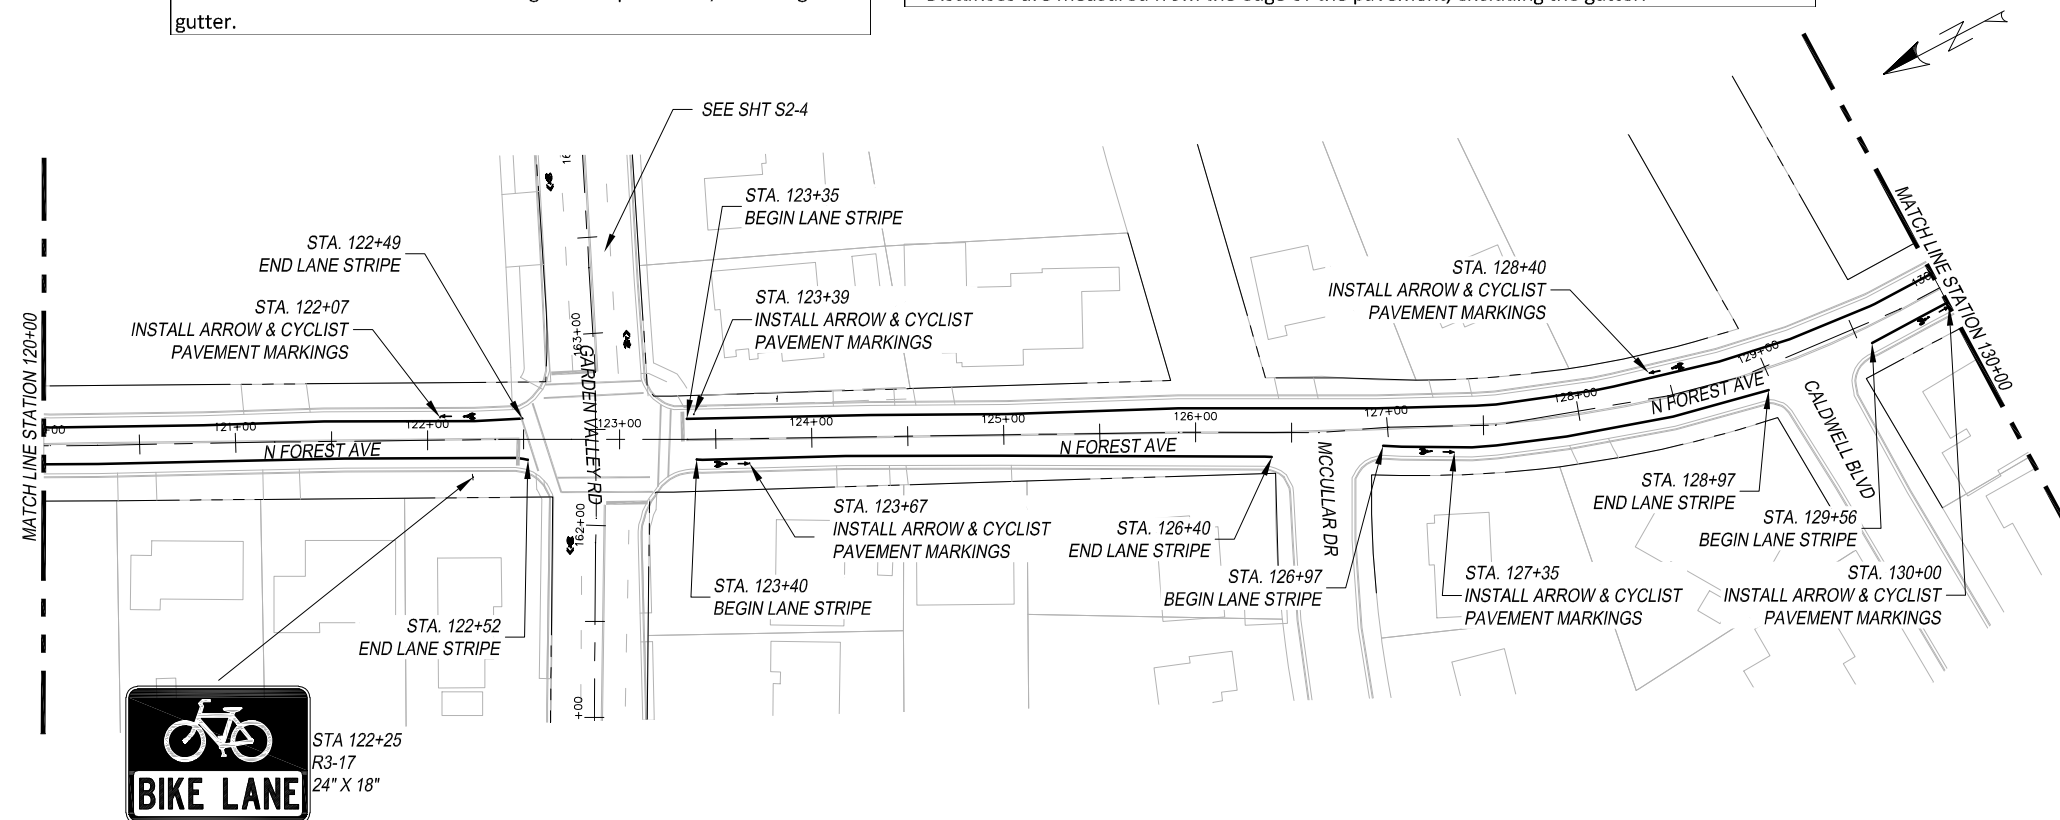 gutter.
N
SEE SHT S2-4
STA. 123+35
BEGIN LANE STRIPE
STA. 122+49
END LANE STRIPE
STA. 122+07
INSTALL ARROW & CYCLIST
PAVEMENT MARKINGS
STA. 123+39
INSTALL ARROW & CYCLIST
PAVEMENT MARKINGS
STA. 128+40
INSTALL ARROW & CYCLIST
PAVEMENT MARKINGS
MATCH LINE STATION 120+00
MATCH LINE STATION 130+00
163+00
GARDEN VALLEY RD
162+00
+00
121+00
122+00
123+00
124+00
125+00
126+00
127+00
128+00
129+00
N FOREST AVE
N FOREST AVE
N FOREST AVE
MCCULLAR DR
CALDWELL BLVD
STA. 123+67
INSTALL ARROW & CYCLIST
PAVEMENT MARKINGS
STA. 126+40
END LANE STRIPE
STA. 128+97
END LANE STRIPE
STA. 129+56
BEGIN LANE STRIPE
STA. 123+40
BEGIN LANE STRIPE
STA. 126+97
BEGIN LANE STRIPE
STA. 127+35
INSTALL ARROW & CYCLIST
PAVEMENT MARKINGS
STA. 130+00
INSTALL ARROW & CYCLIST
PAVEMENT MARKINGS
STA. 122+52
END LANE STRIPE
BIKE LANE
STA 122+25
R3-17
24" X 18"